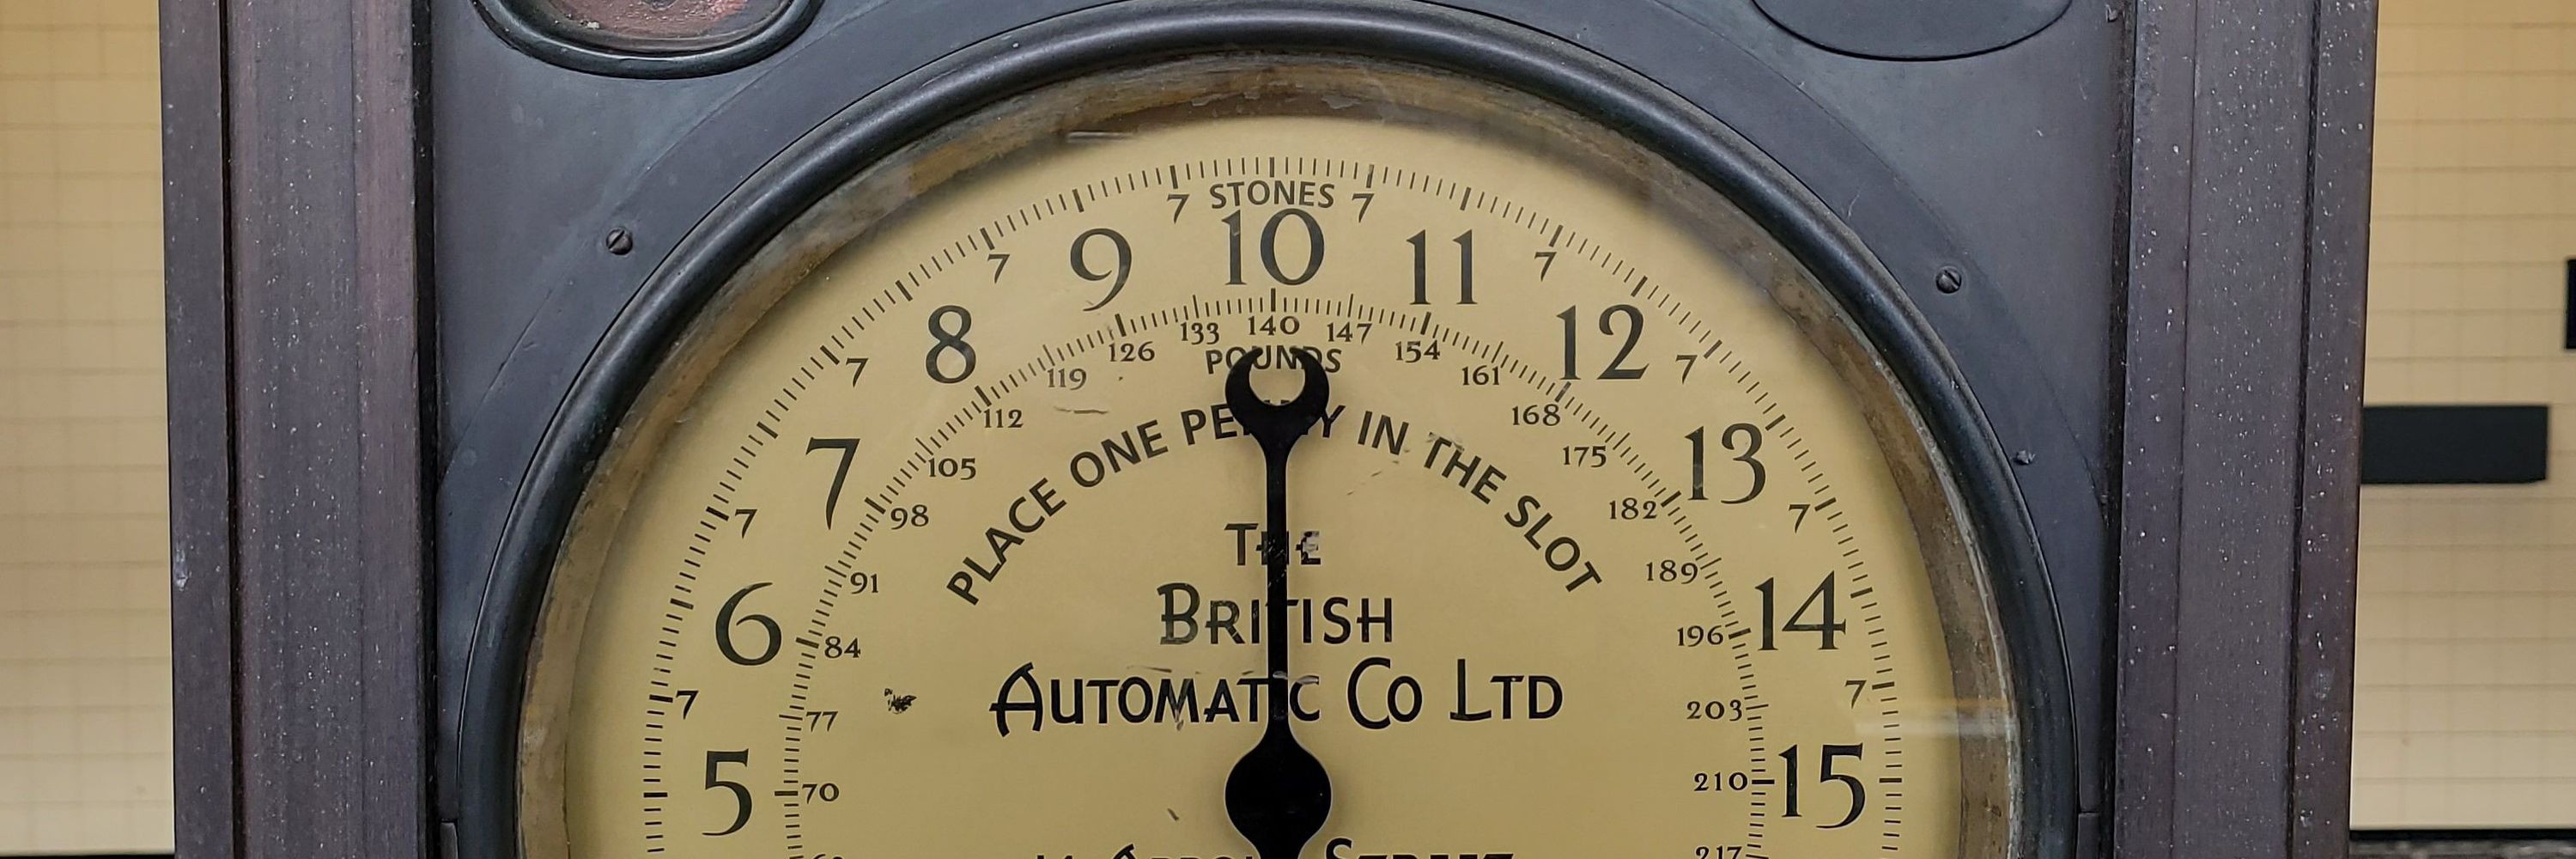 STONES
7 7
9 10 11
7 7
8 12
133 140 147
126 154
POUNDS
119 161
7 7
112 168
PLACE ONE PENNY IN THE SLOT
7 13
105 175
98 182
7 7
THE
91 189
BRITISH
6 14
84 196
AUTOMATIC CO LTD
7 7
77 203
5 15
70 210
217
STREET